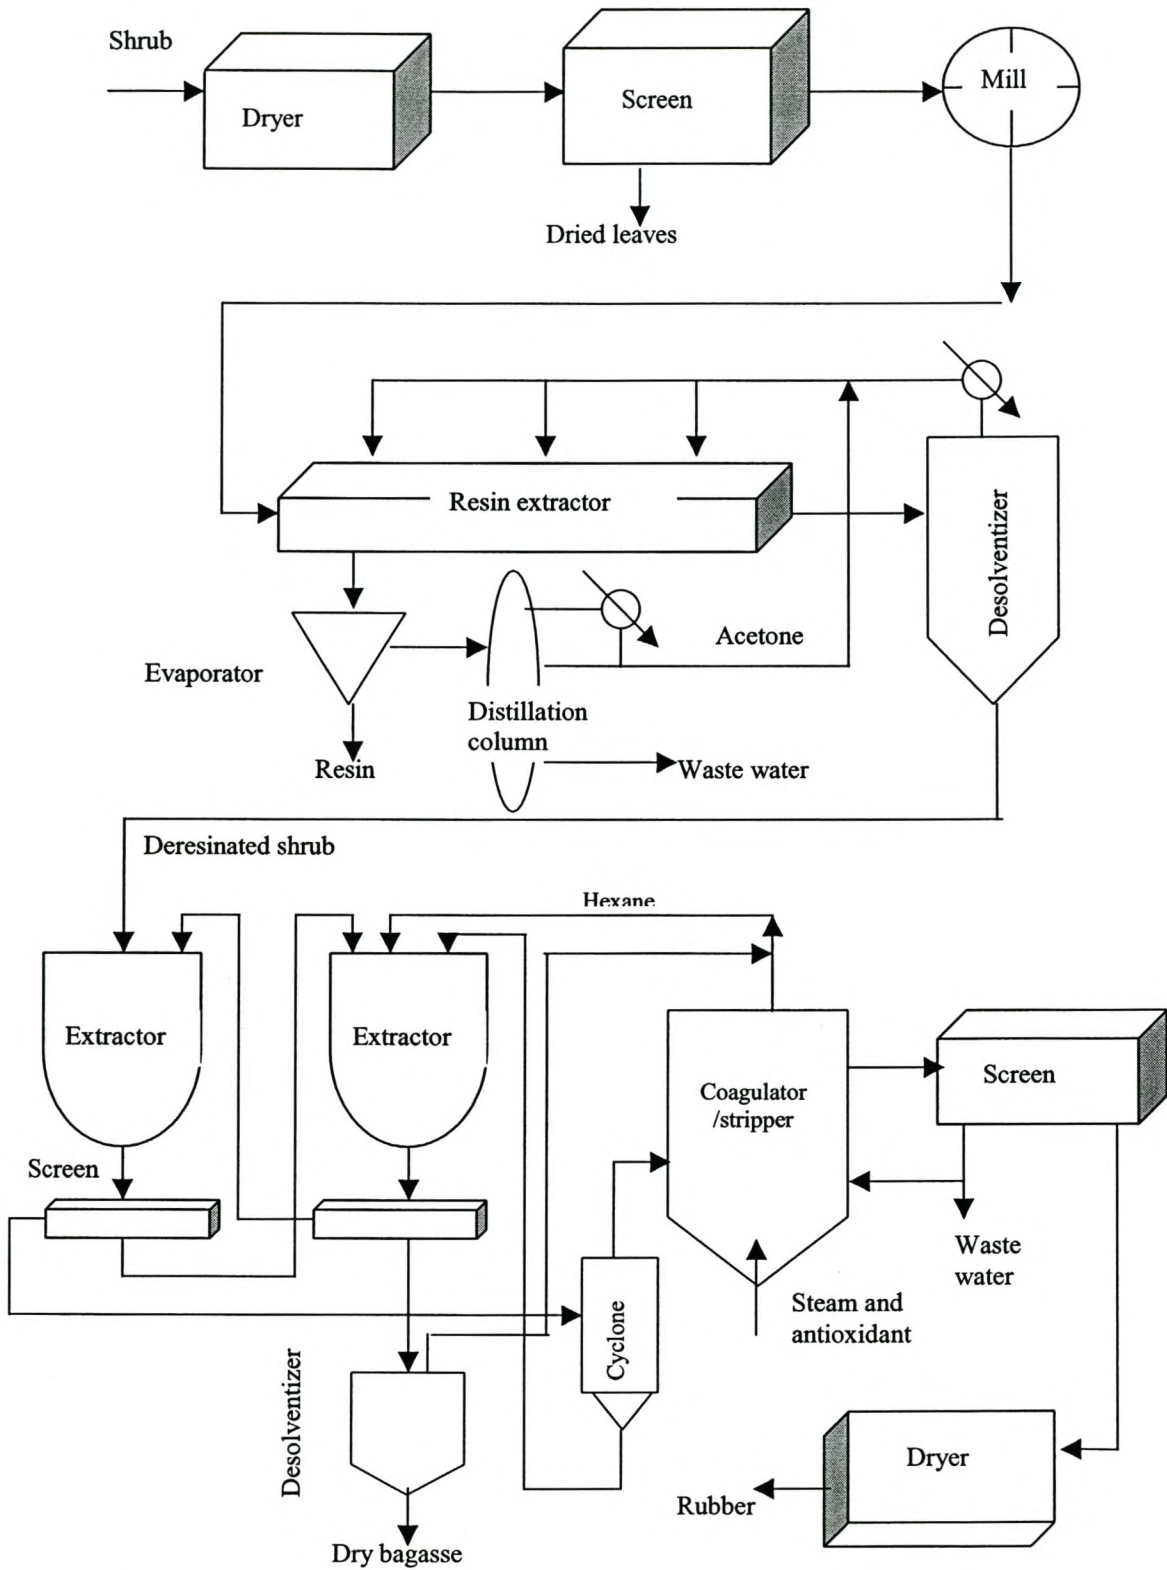 Shrub
Dryer
Screen
Mill
Dried leaves
Resin extractor
Desolventizer
Evaporator
Acetone
Distillation
column
Resin
Waste water
Deresinated shrub
Hexane
Extractor
Extractor
Coagulator
/stripper
Screen
Screen
Waste
water
Steam and
antioxidant
Cyclone
Desolventizer
Dryer
Rubber
Dry bagasse